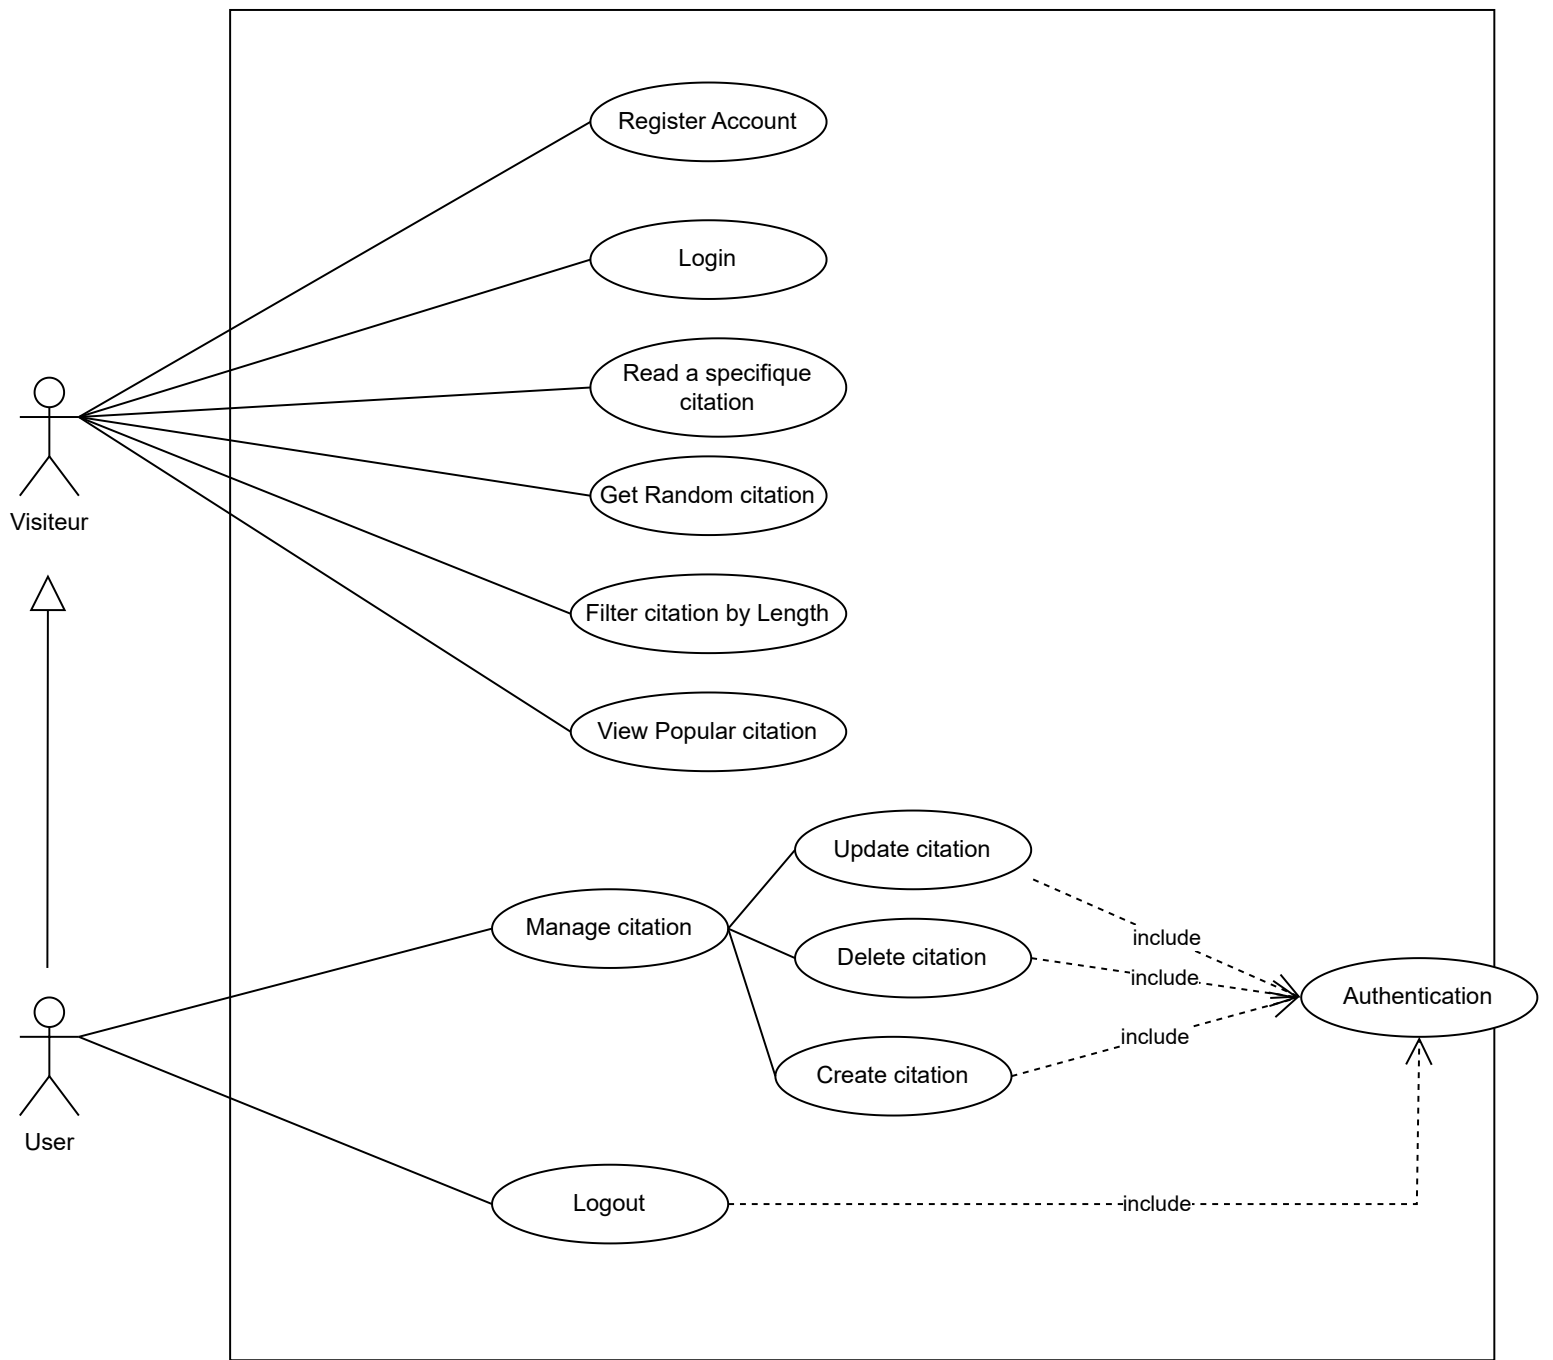 Register Account
Login
Read a specifique
citation
Visiteur
Get Random citation
Filter citation by Length
View Popular citation
Update citation
Manage citation
include
Delete citation
include
Authentication
include
Create citation
User
Logout
include